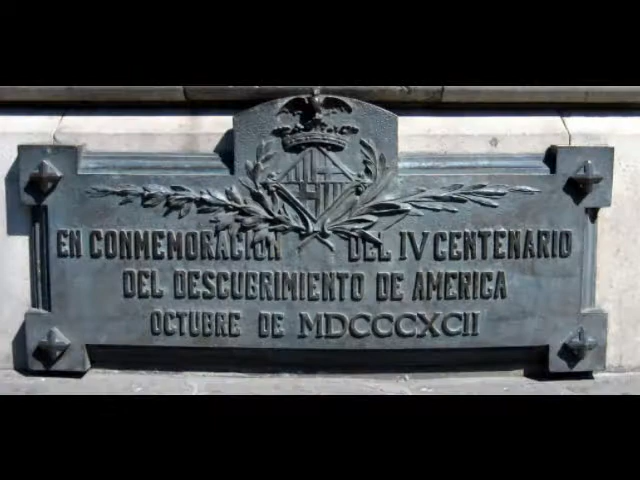 EN CONMEMORACION DEL IV CENTENARIO
DEL DESCUBRIMIENTO DE AMERICA
OCTUBRE DE MDCCCXCII